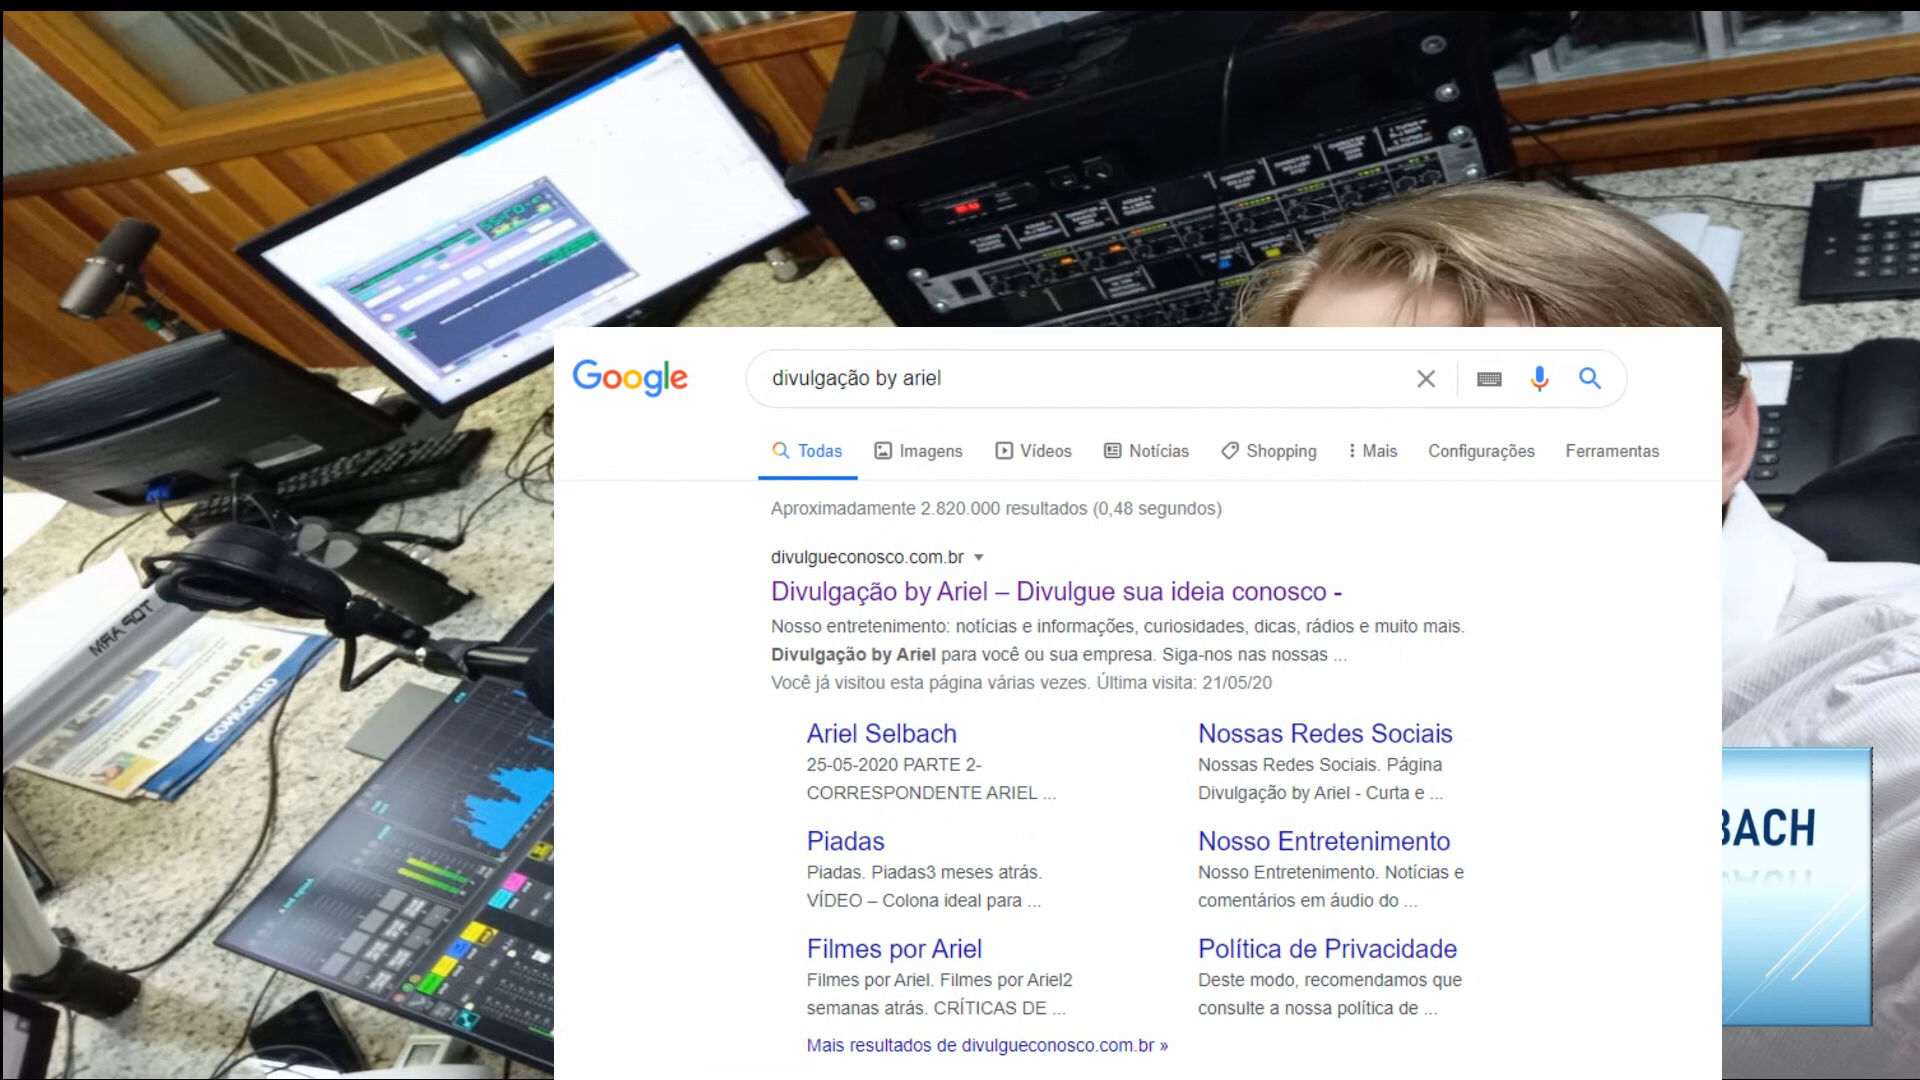 Google
divulgação by ariel
Todas
Imagens
Vídeos
Notícias
Shopping
Mais
Configurações
Ferramentas
Aproximadamente 2.820.000 resultados (0,48 segundos)
divulgueconosco.com.br
Divulgação by Ariel – Divulgue sua ideia conosco -
Nosso entretenimento: notícias e informações, curiosidades, dicas, rádios e muito mais.
Divulgação by Ariel para você ou sua empresa. Siga-nos nas nossas ...
Você já visitou esta página várias vezes. Última visita: 21/05/20
Ariel Selbach
25-05-2020 PARTE 2-
CORRESPONDENTE ARIEL ...
Nossas Redes Sociais
Nossas Redes Sociais. Página
Divulgação by Ariel - Curta e ...
Piadas
Piadas. Piadas3 meses atrás.
VÍDEO – Colona ideal para ...
Nosso Entretenimento
Nosso Entretenimento. Notícias e
comentários em áudio do ...
Filmes por Ariel
Filmes por Ariel. Filmes por Ariel2
semanas atrás. CRÍTICAS DE ...
Política de Privacidade
Deste modo, recomendamos que
consulte a nossa política de ...
Mais resultados de divulgueconosco.com.br »
BACH
TOP ARM